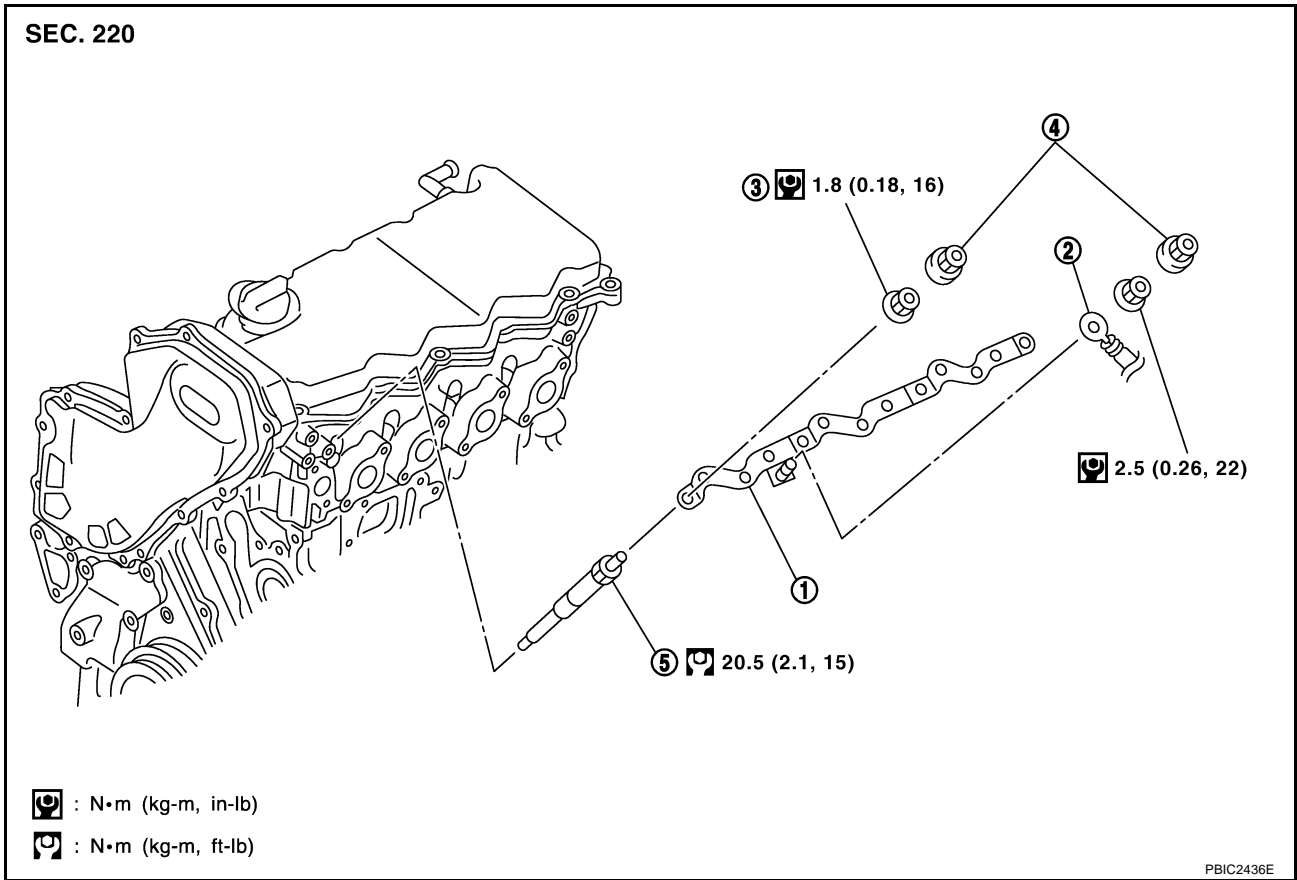 SEC. 220
4
3 1.8 (0.18, 16)
2
2.5 (0.26, 22)
1
5 20.5 (2.1, 15)
: N•m (kg-m, in-lb)
: N•m (kg-m, ft-lb)
PBIC2436E